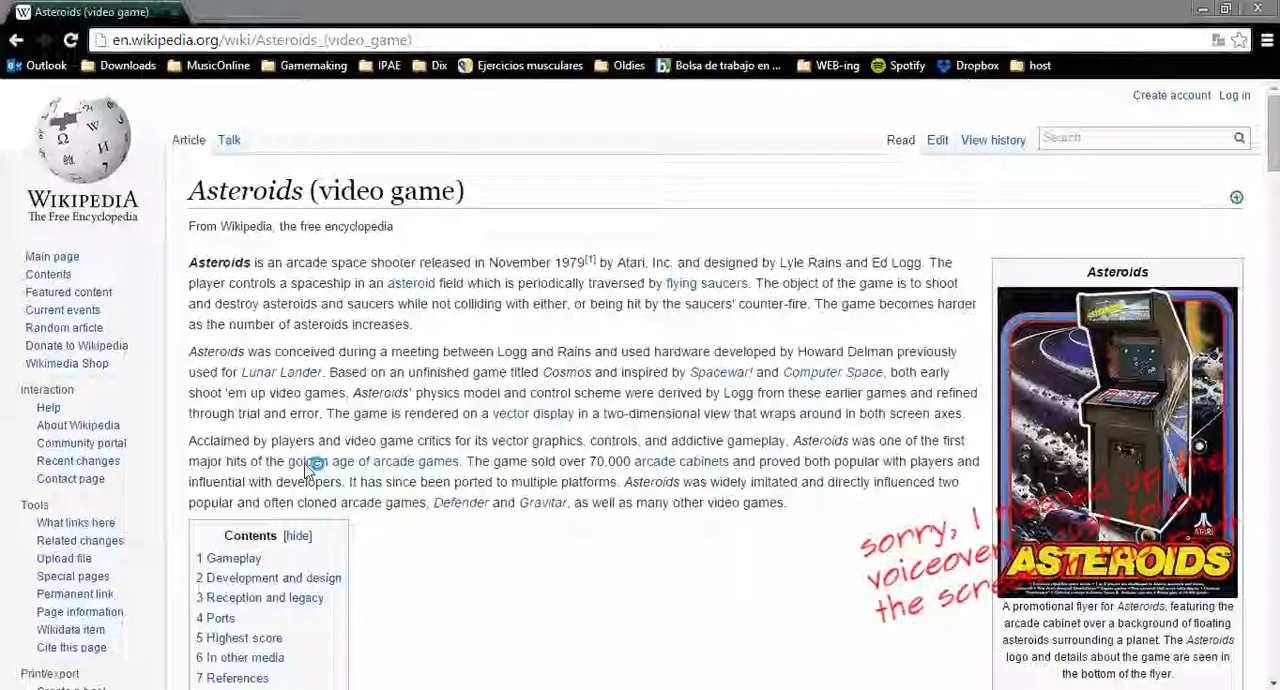 Asteroids (video game)
en.wikipedia.org/wiki/Asteroids_(video_game)
Outlook Downloads MusicOnline Gamemaking IPAE Dix Ejercicios musculares Oldies Bolsa de trabajo en ... WEB-ing Spotify Dropbox host
Create account Log in
Article Talk Read Edit View history Search
WIKIPEDIA
The Free Encyclopedia
Main page
Contents
Featured content
Current events
Random article
Donate to Wikipedia
Wikimedia Shop
Interaction
Help
About Wikipedia
Community portal
Recent changes
Contact page
Tools
What links here
Related changes
Upload file
Special pages
Permanent link
Page information
Wikidata item
Cite this page
Print/export
Asteroids (video game)
From Wikipedia, the free encyclopedia
Asteroids is an arcade space shooter released in November 1979[1] by Atari, Inc. and designed by Lyle Rains and Ed Logg. The
player controls a spaceship in an asteroid field which is periodically traversed by flying saucers. The object of the game is to shoot
and destroy asteroids and saucers while not colliding with either, or being hit by the saucers' counter-fire. The game becomes harder
as the number of asteroids increases.
Asteroids was conceived during a meeting between Logg and Rains and used hardware developed by Howard Delman previously
used for Lunar Lander. Based on an unfinished game titled Cosmos and inspired by Spacewar! and Computer Space, both early
shoot 'em up video games, Asteroids' physics model and control scheme were derived by Logg from these earlier games and refined
through trial and error. The game is rendered on a vector display in a two-dimensional view that wraps around in both screen axes.
Acclaimed by players and video game critics for its vector graphics, controls, and addictive gameplay, Asteroids was one of the first
major hits of the golden age of arcade games. The game sold over 70,000 arcade cabinets and proved both popular with players and
influential with developers. It has since been ported to multiple platforms. Asteroids was widely imitated and directly influenced two
popular and often cloned arcade games, Defender and Gravitar, as well as many other video games.
Contents [hide]
1 Gameplay
2 Development and design
3 Reception and legacy
4 Ports
5 Highest score
6 In other media
7 References
Asteroids
ATARI
ASTEROIDS
A promotional flyer for Asteroids, featuring the
arcade cabinet over a background of floating
asteroids surrounding a planet. The Asteroids
logo and details about the game are seen in
the bottom of the flyer.
sorry, I messed up the
voiceover just follow
the screen